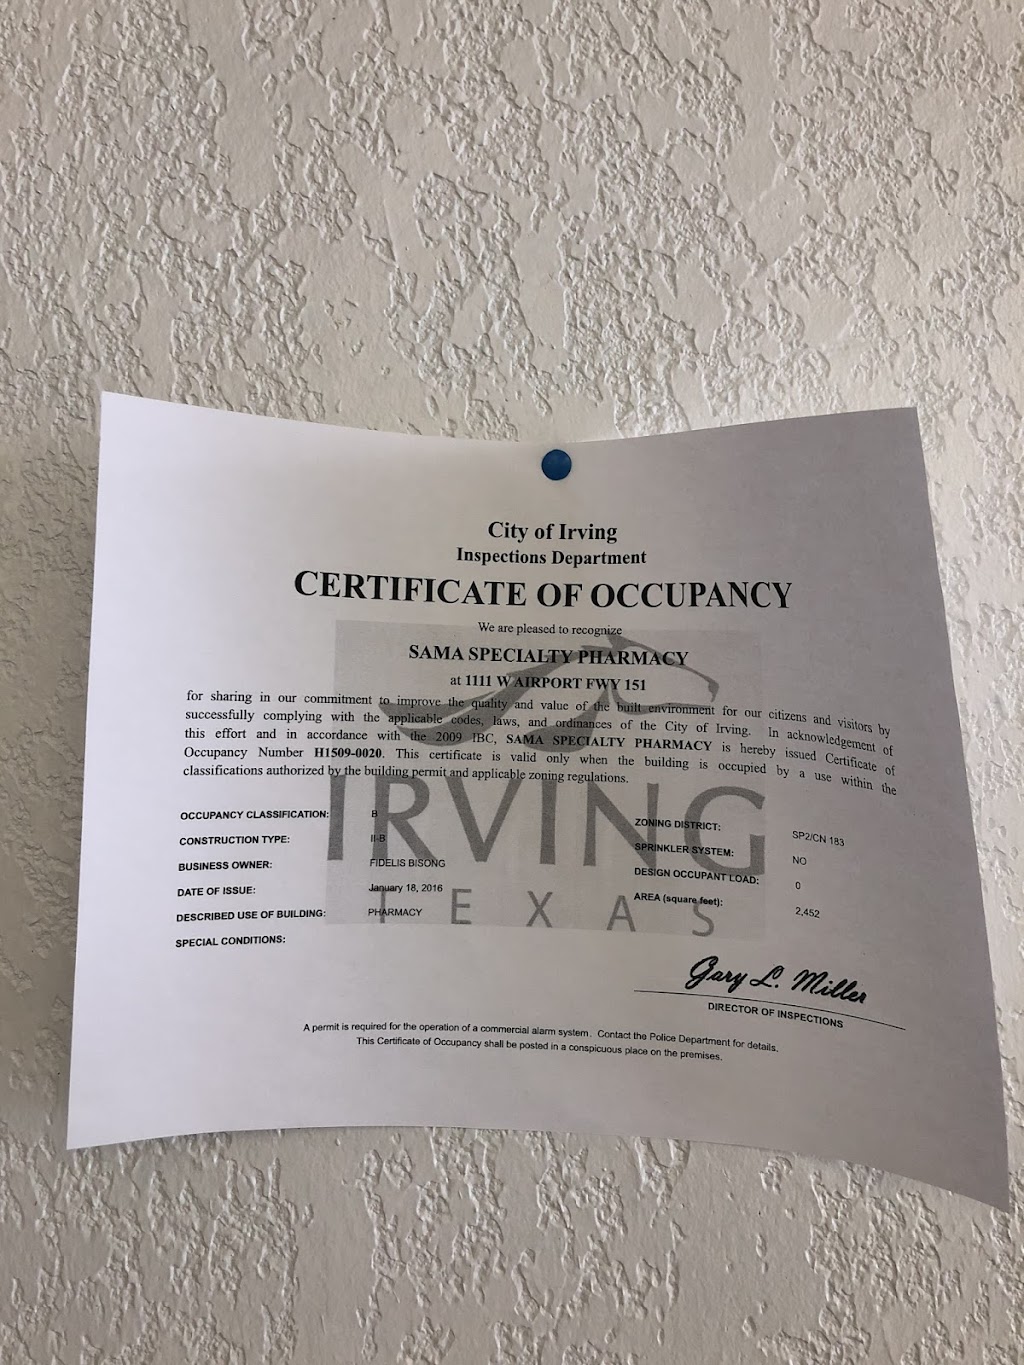 City of Irving
Inspections Department
CERTIFICATE OF OCCUPANCY
We are pleased to recognize
SAMA SPECIALTY PHARMACY
at 1111 W AIRPORT FWY 151
for sharing in our commitment to improve the quality and value of the built environment for our citizens and visitors by
successfully complying with the applicable codes, laws, and ordinances of the City of Irving. In acknowledgement of
this effort and in accordance with the 2009 IBC, SAMA SPECIALTY PHARMACY is hereby issued Certificate of
Occupancy Number H1509-0020. This certificate is valid only when the building is occupied by a use within the
classifications authorized by the building permit and applicable zoning regulations.
IRVING
TEXAS
OCCUPANCY CLASSIFICATION: B
CONSTRUCTION TYPE: II-B
BUSINESS OWNER: FIDELIS BISONG
DATE OF ISSUE: January 18, 2016
DESCRIBED USE OF BUILDING: PHARMACY
SPECIAL CONDITIONS:
ZONING DISTRICT: SP2/CN 183
SPRINKLER SYSTEM: NO
DESIGN OCCUPANT LOAD: 0
AREA (square feet): 2,452
Gary L. Miller
DIRECTOR OF INSPECTIONS
A permit is required for the operation of a commercial alarm system. Contact the Police Department for details.
This Certificate of Occupancy shall be posted in a conspicuous place on the premises.